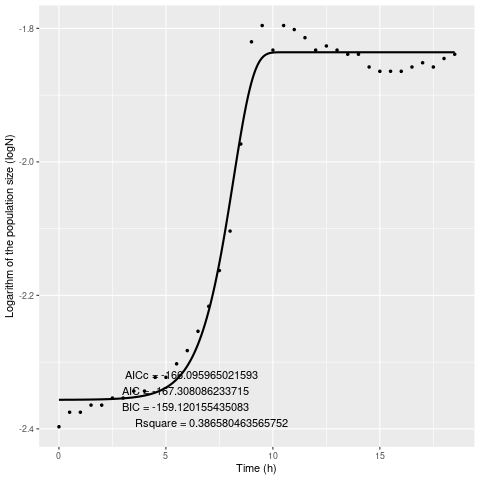 -1.8
-2.0
-2.2
-2.4
Logarithm of the population size (logN)
AICc = -166.095965021593
AIC = -167.308086233715
BIC = -159.120155435083
Rsquare = 0.386580463565752
0 5 10 15
Time (h)